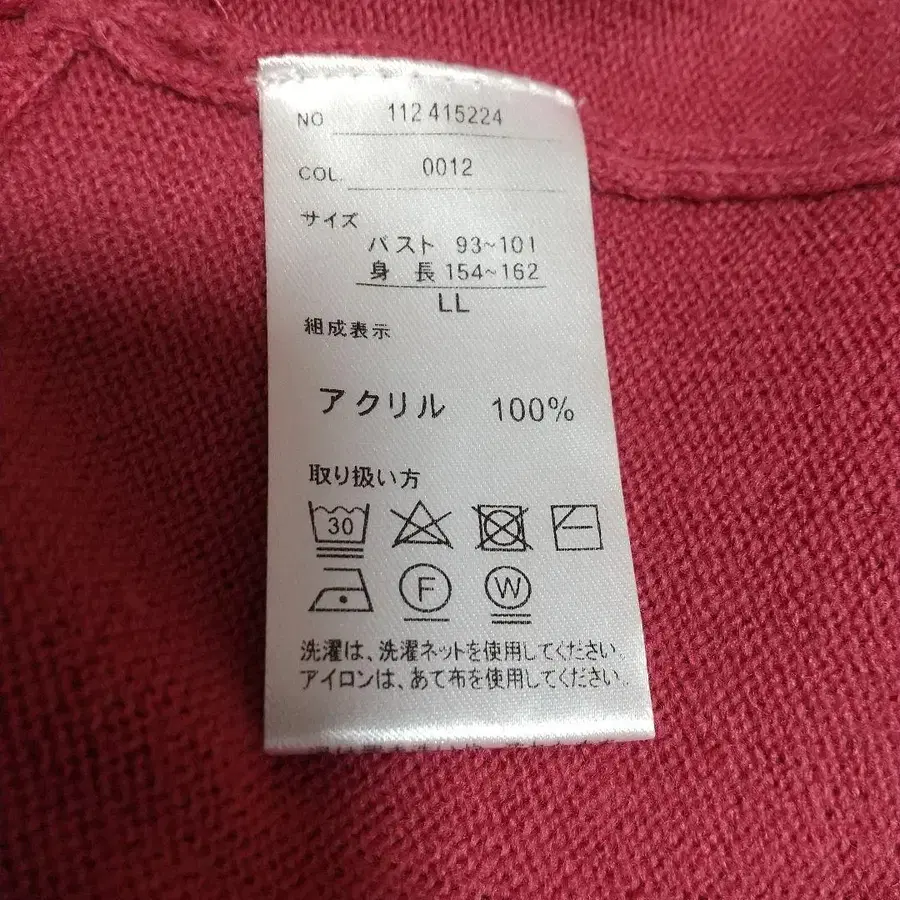 NO 112 415224
COL. 0012
サイズ
バスト 93~101
身 長 154~162
LL
組成表示
アクリル 100%
取り扱い方
30
F W
洗濯は、洗濯ネットを使用してください。
アイロンは、あて布を使用してください。